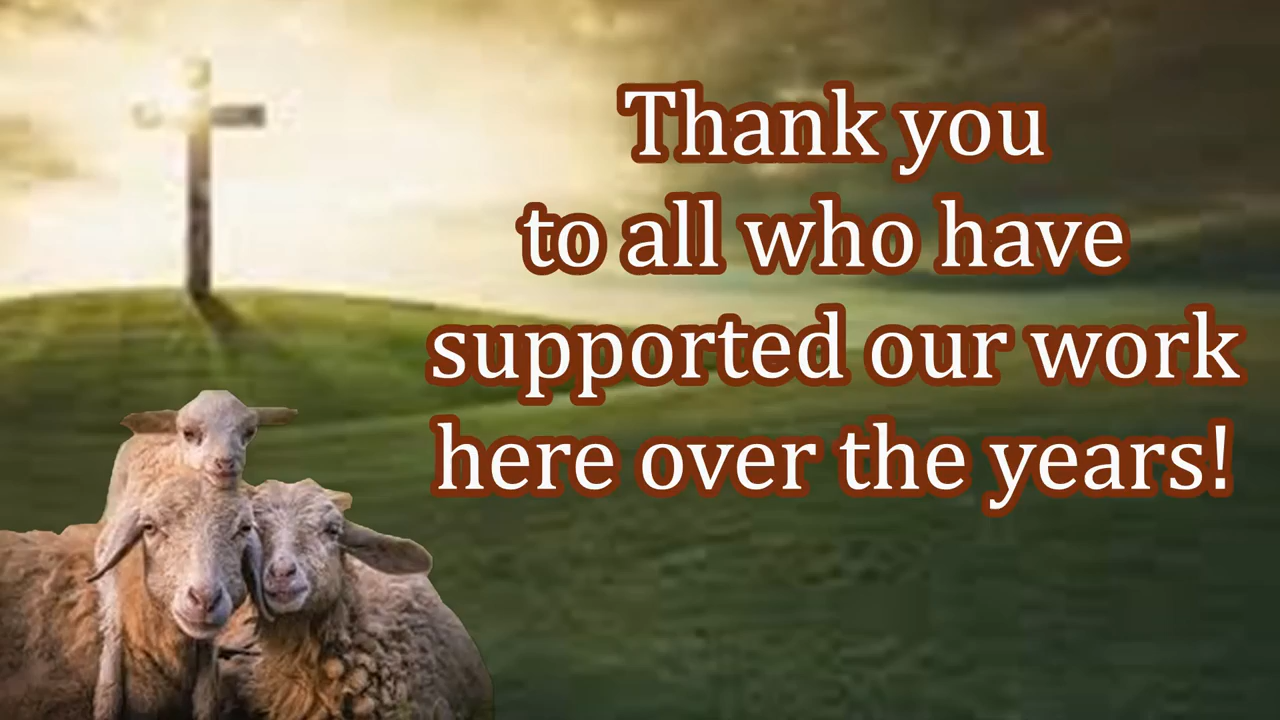 Thank you
to all who have
supported our work
here over the years!